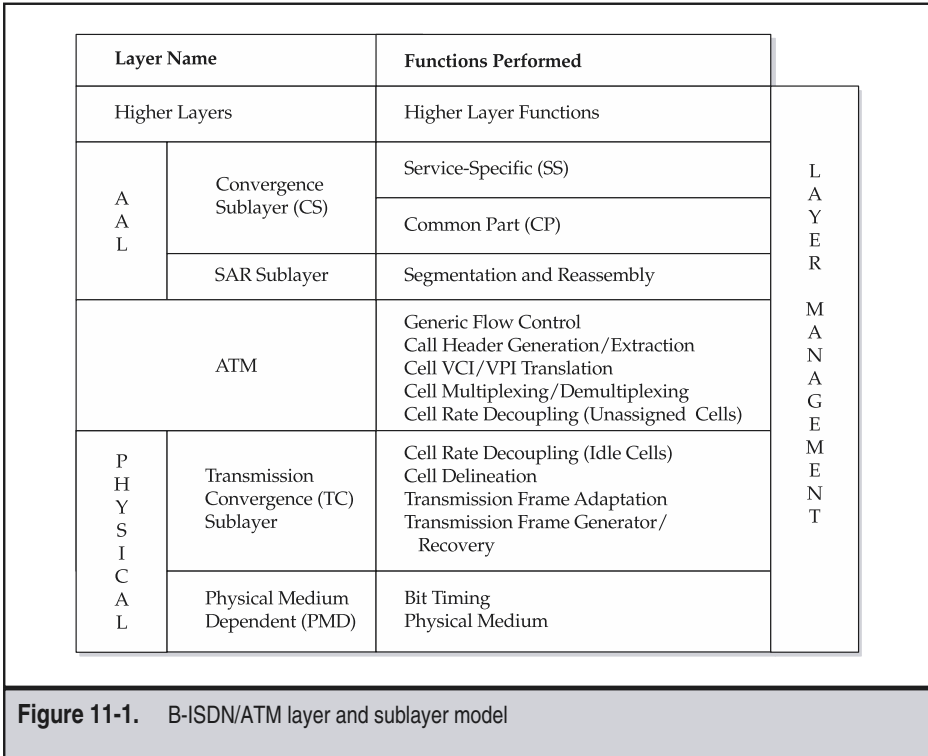 Layer Name
Functions Performed
Higher Layers
Higher Layer Functions
AAL
Convergence
Sublayer (CS)
Service-Specific (SS)
Common Part (CP)
SAR Sublayer
Segmentation and Reassembly
ATM
Generic Flow Control
Call Header Generation/Extraction
Cell VCI/VPI Translation
Cell Multiplexing/Demultiplexing
Cell Rate Decoupling (Unassigned Cells)
PHYSICAL
Transmission
Convergence (TC)
Sublayer
Cell Rate Decoupling (Idle Cells)
Cell Delineation
Transmission Frame Adaptation
Transmission Frame Generator/
Recovery
Physical Medium
Dependent (PMD)
Bit Timing
Physical Medium
LAYER MANAGEMENT
Figure 11-1. B-ISDN/ATM layer and sublayer model